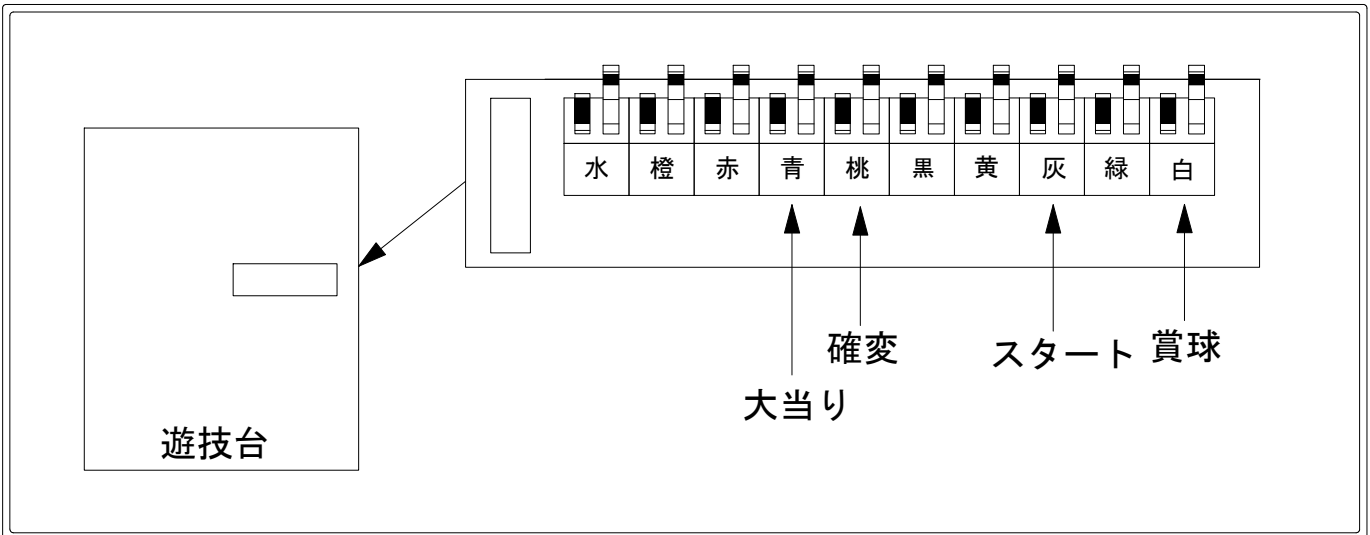 水 橙 赤 青 桃 黒 黄 灰 緑 白
確変
スタート
賞球
大当り
遊技台